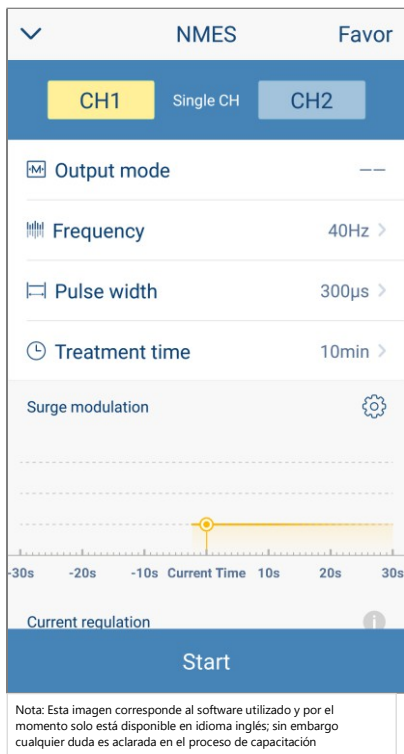 NMES Favor
CH1 Single CH CH2
Output mode --
Frequency 40Hz >
Pulse width 300µs >
Treatment time 10min >
Surge modulation
-30s -20s -10s Current Time 10s 20s 30s
Current regulation
Start
Nota: Esta imagen corresponde al software utilizado y por el
momento solo está disponible en idioma inglés; sin embargo
cualquier duda es aclarada en el proceso de capacitación